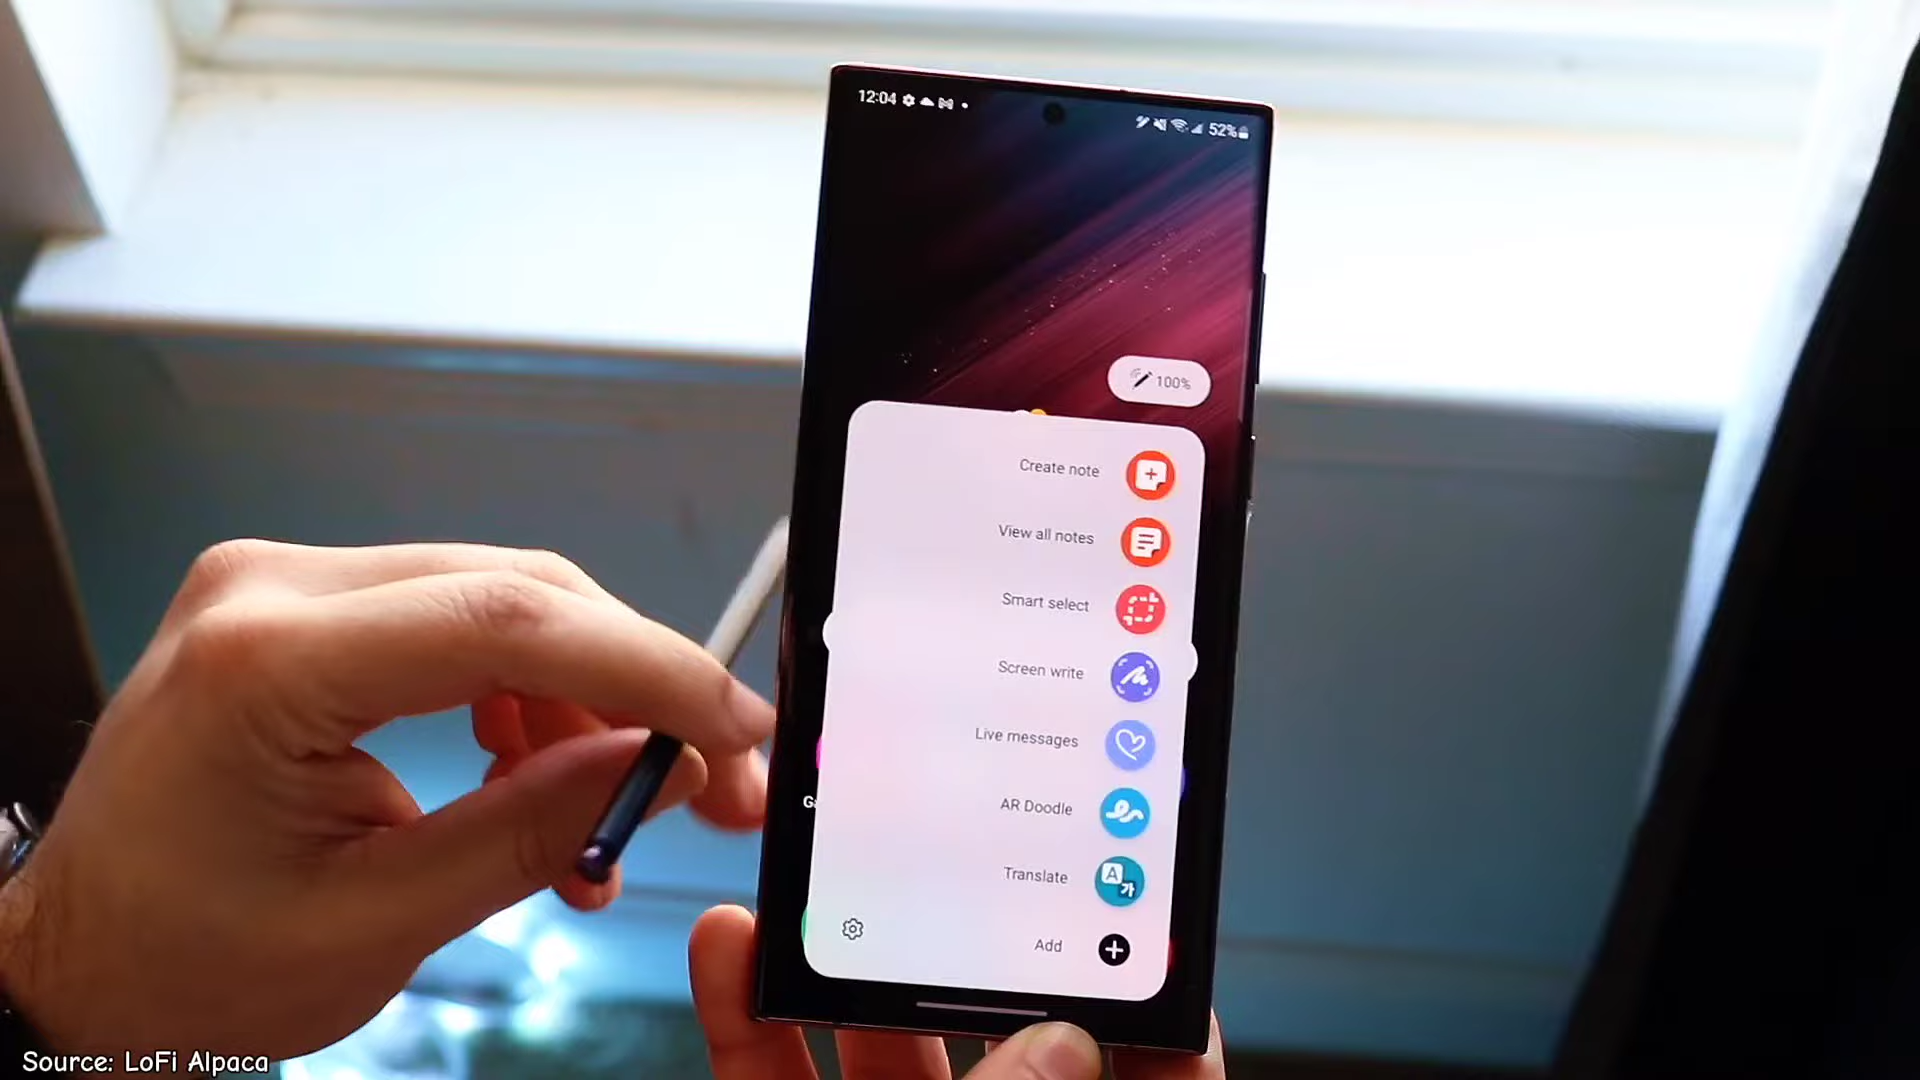 12:04
52%
100%
Create note
View all notes
Smart select
Screen write
Live messages
AR Doodle
Translate
Add
Source: LoFi Alpaca